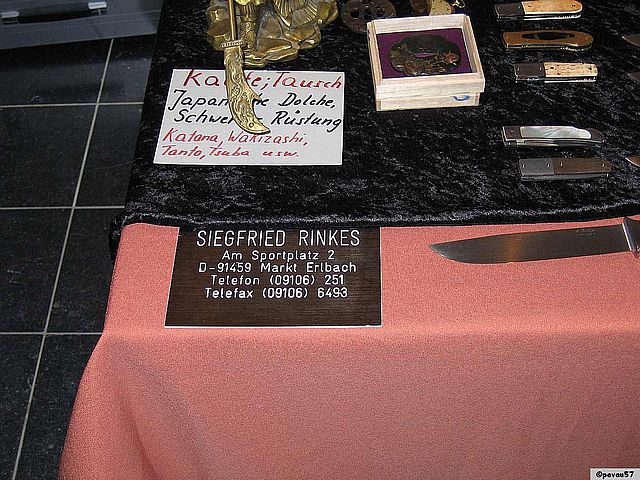 Kaufe; Tausch
Japanische Dolche,
Schwerter Rüstung
Katana, Wakizashi,
Tanto, Tsuba usw.
SIEGFRIED RINKES
Am Sportplatz 2
D-91459 Markt Erlbach
Telefon (09106) 251
Telefax (09106) 6493
©pavau57